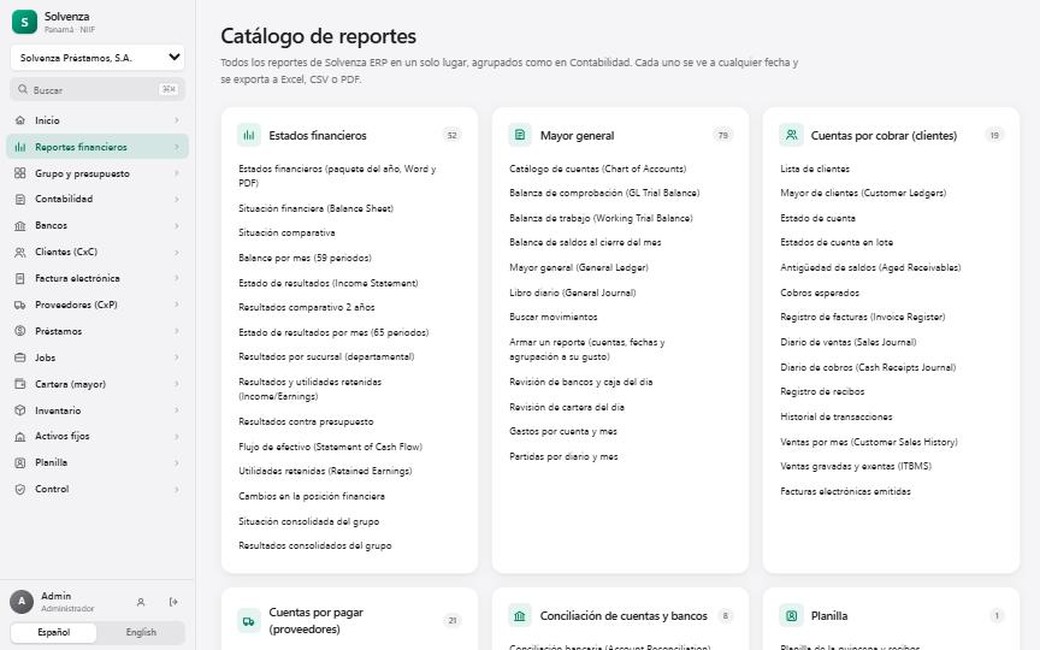 S
Solvenza
Panamá · NIIF
Solvenza Préstamos, S.A.
Buscar
⌘K
Inicio
Reportes financieros
Grupo y presupuesto
Contabilidad
Bancos
Clientes (CxC)
Factura electrónica
Proveedores (CxP)
Préstamos
Jobs
Cartera (mayor)
Inventario
Activos fijos
Planilla
Control
A
Admin
Administrador
Español
English
Catálogo de reportes
Todos los reportes de Solvenza ERP en un solo lugar, agrupados como en Contabilidad. Cada uno se ve a cualquier fecha y
se exporta a Excel, CSV o PDF.
Estados financieros
52
Estados financieros (paquete del año, Word y
PDF)
Situación financiera (Balance Sheet)
Situación comparativa
Balance por mes (59 periodos)
Estado de resultados (Income Statement)
Resultados comparativo 2 años
Estado de resultados por mes (65 periodos)
Resultados por sucursal (departamental)
Resultados y utilidades retenidas
(Income/Earnings)
Resultados contra presupuesto
Flujo de efectivo (Statement of Cash Flow)
Utilidades retenidas (Retained Earnings)
Cambios en la posición financiera
Situación consolidada del grupo
Resultados consolidados del grupo
Mayor general
79
Catálogo de cuentas (Chart of Accounts)
Balanza de comprobación (GL Trial Balance)
Balanza de trabajo (Working Trial Balance)
Balance de saldos al cierre del mes
Mayor general (General Ledger)
Libro diario (General Journal)
Buscar movimientos
Armar un reporte (cuentas, fechas y
agrupación a su gusto)
Revisión de bancos y caja del día
Revisión de cartera del día
Gastos por cuenta y mes
Partidas por diario y mes
Cuentas por cobrar (clientes)
19
Lista de clientes
Mayor de clientes (Customer Ledgers)
Estado de cuenta
Estados de cuenta en lote
Antigüedad de saldos (Aged Receivables)
Cobros esperados
Registro de facturas (Invoice Register)
Diario de ventas (Sales Journal)
Diario de cobros (Cash Receipts Journal)
Registro de recibos
Historial de transacciones
Ventas por mes (Customer Sales History)
Ventas gravadas y exentas (ITBMS)
Facturas electrónicas emitidas
Cuentas por pagar
(proveedores)
21
Conciliación de cuentas y bancos
8
Conciliación bancaria (Account Reconciliation)
Planilla
1
Planilla de la quincena y recibos